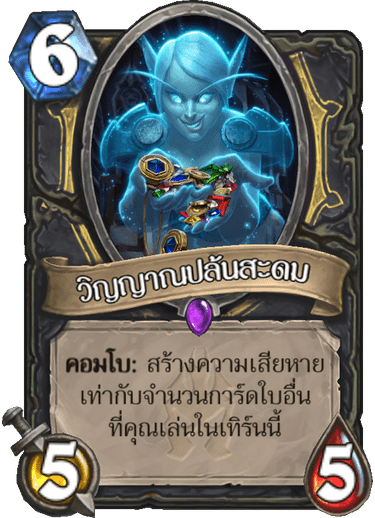 6
วิญญาณปล้นสะดม
คอมโบ: สร้างความเสียหาย
เท่ากับจำนวนการ์ดใบอื่น
ที่คุณเล่นในเทิร์นนี้
5
5